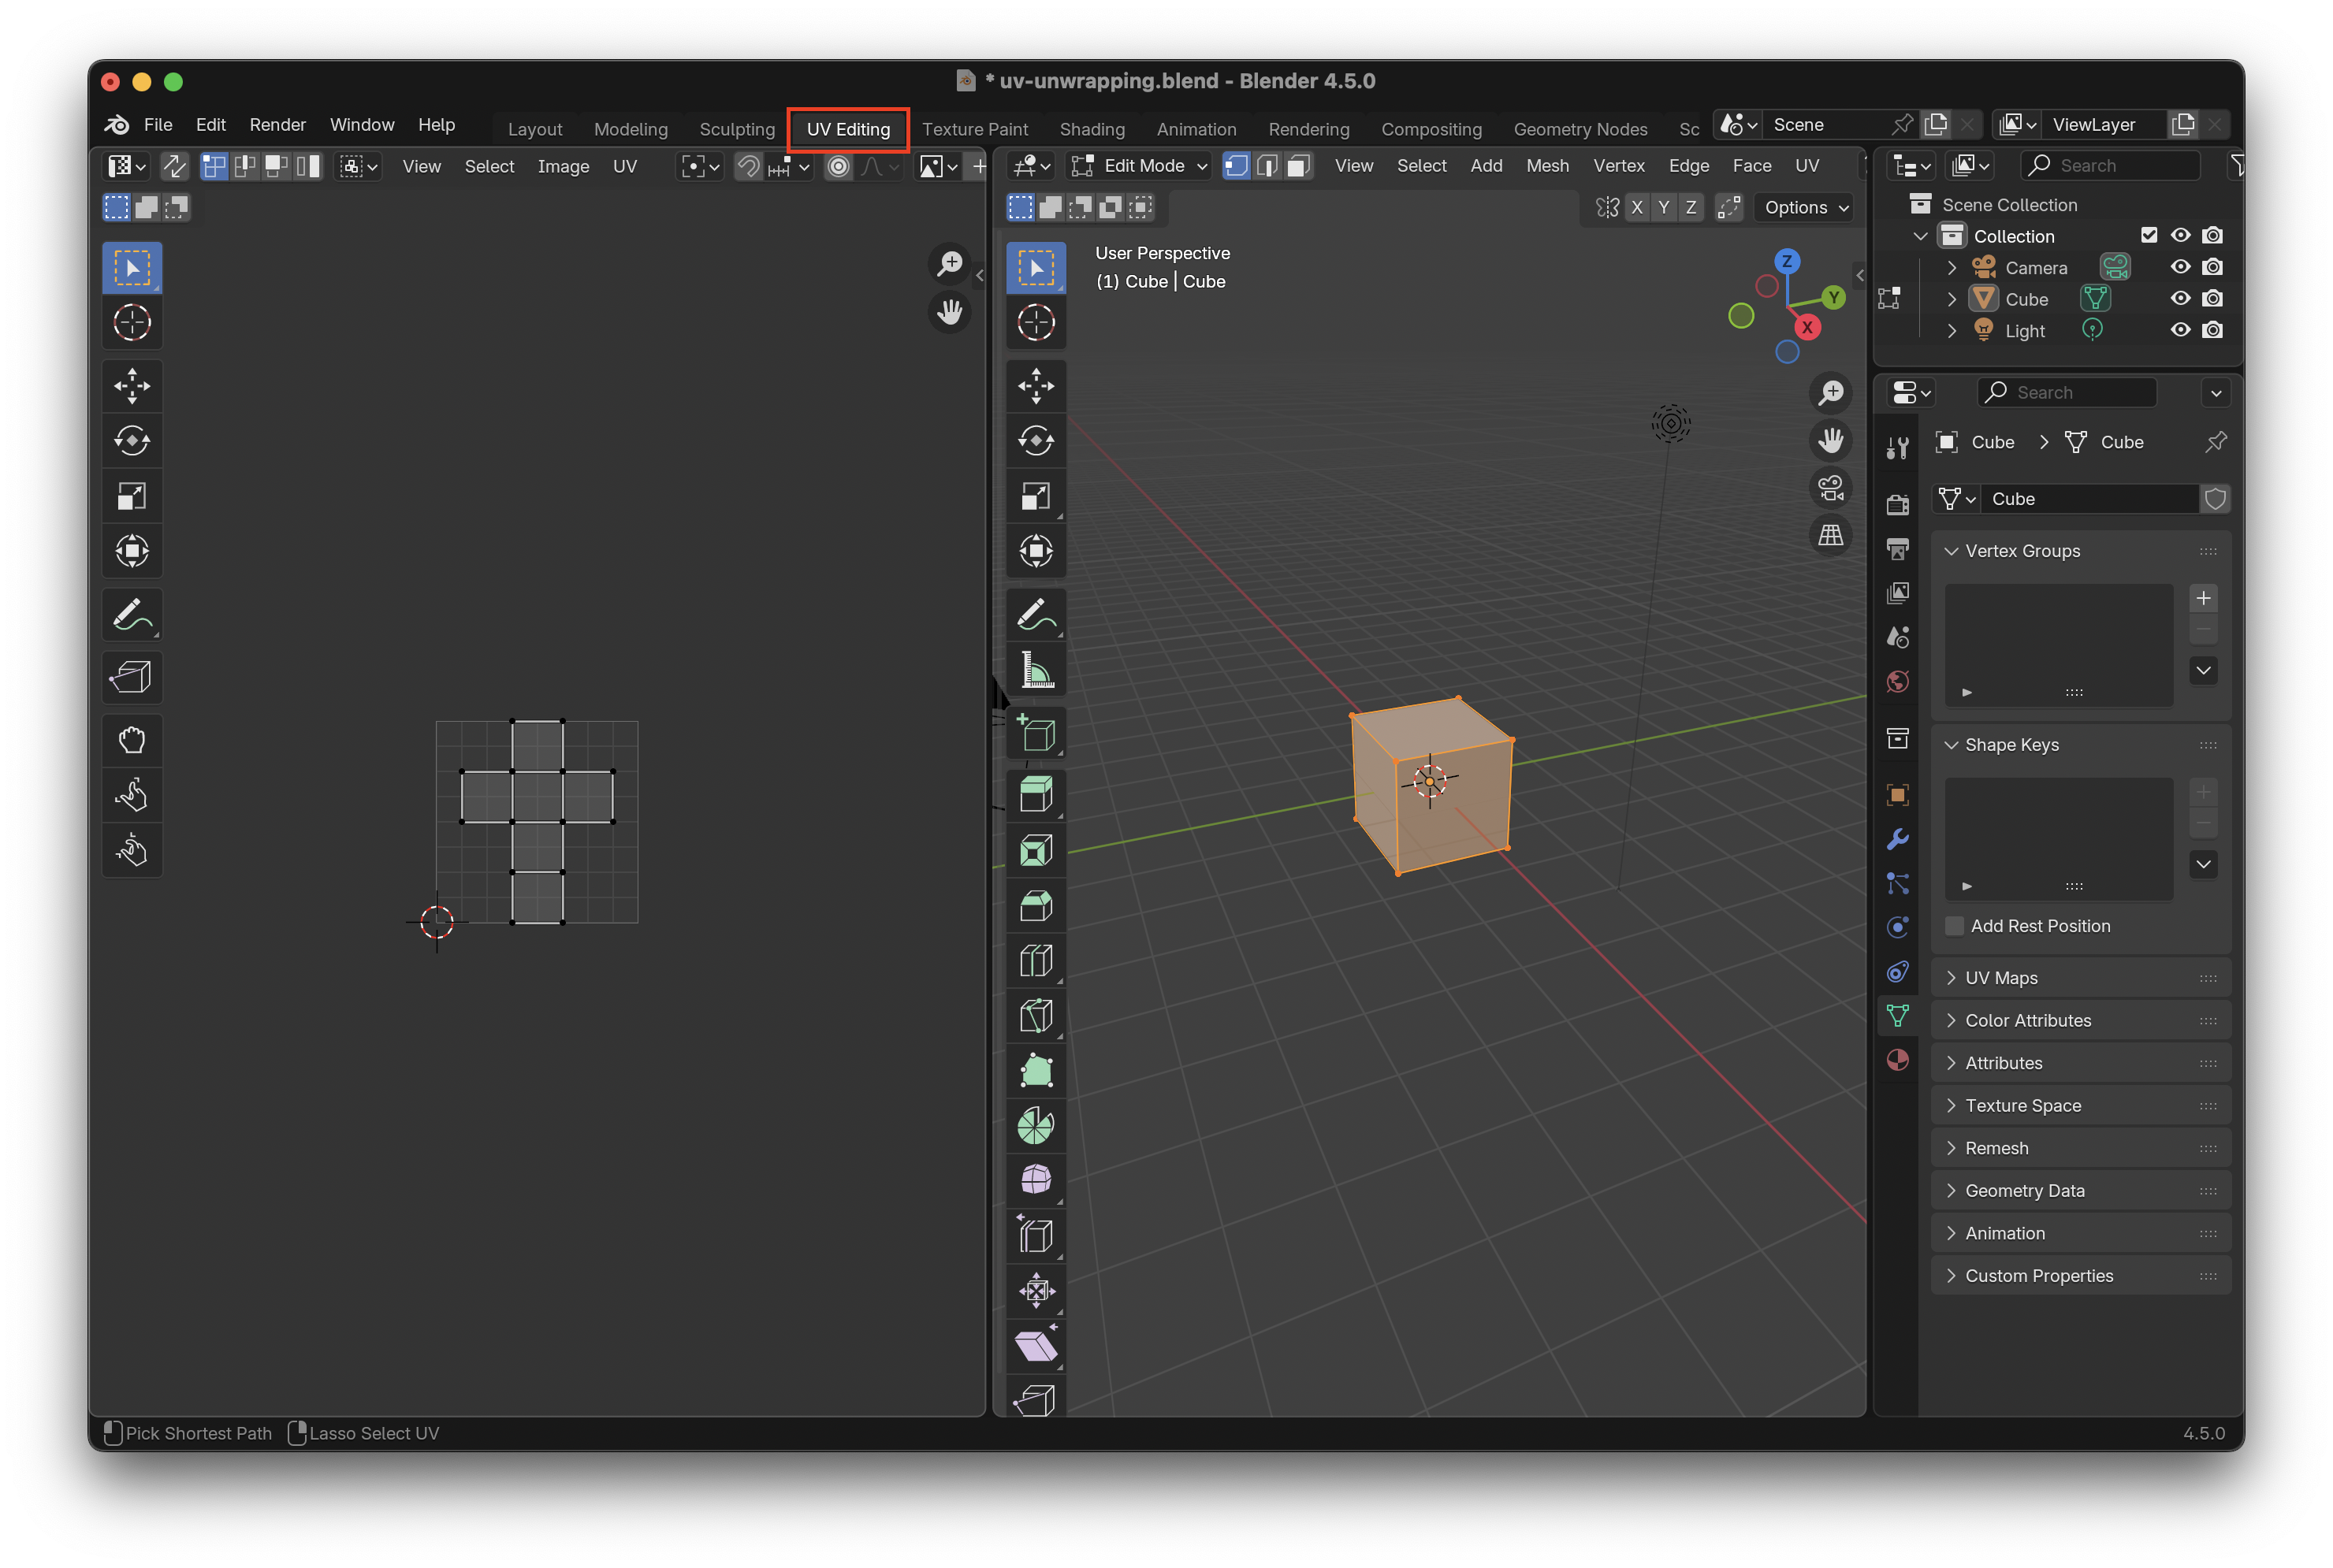 * uv-unwrapping.blend - Blender 4.5.0
File Edit Render Window Help Layout Modeling Sculpting UV Editing Texture Paint Shading Animation Rendering Compositing Geometry Nodes Sc Scene ViewLayer
View Select Image UV Edit Mode View Select Add Mesh Vertex Edge Face UV Search
X Y Z Options
Scene Collection
Collection
Camera
Cube
Light
User Perspective
(1) Cube | Cube
Z
Y
X
Search
Cube > Cube
Cube
Vertex Groups
Shape Keys
Add Rest Position
UV Maps
Color Attributes
Attributes
Texture Space
Remesh
Geometry Data
Animation
Custom Properties
Pick Shortest Path Lasso Select UV 4.5.0